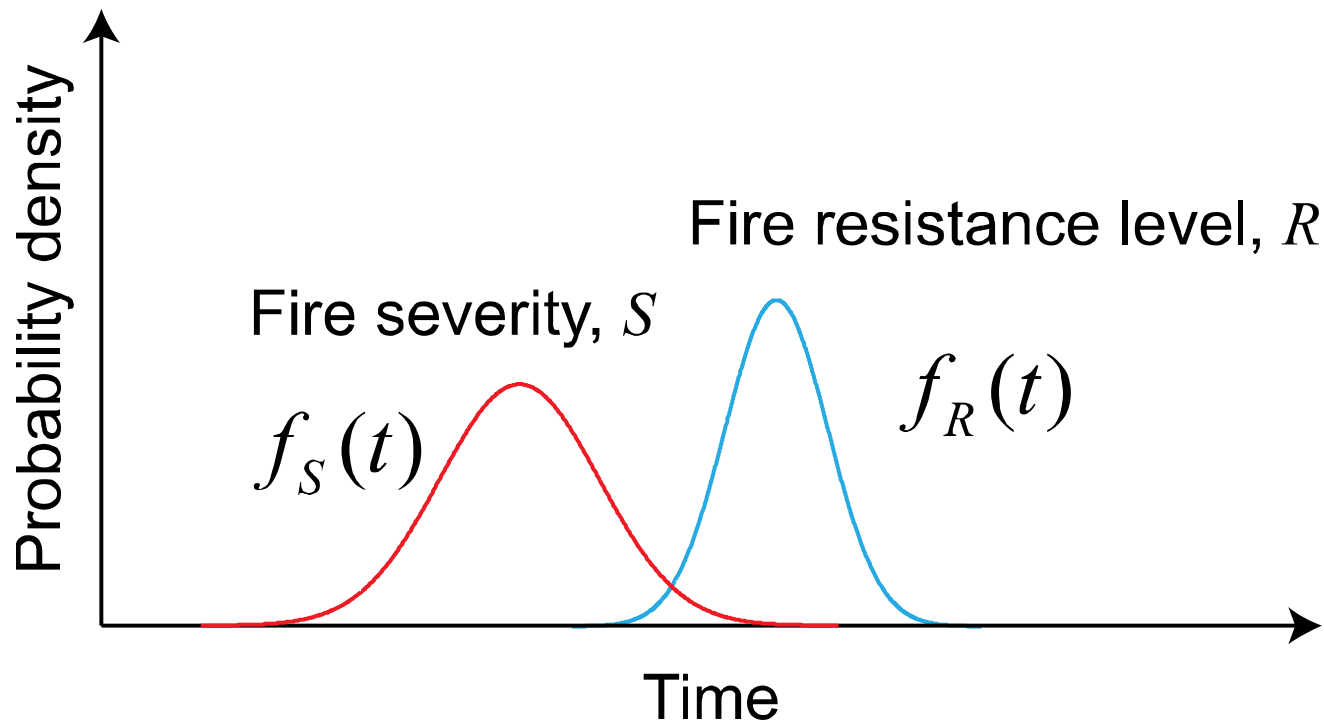 Probability density
Fire resistance level, R
Fire severity, S
f_R(t)
f_S(t)
Time